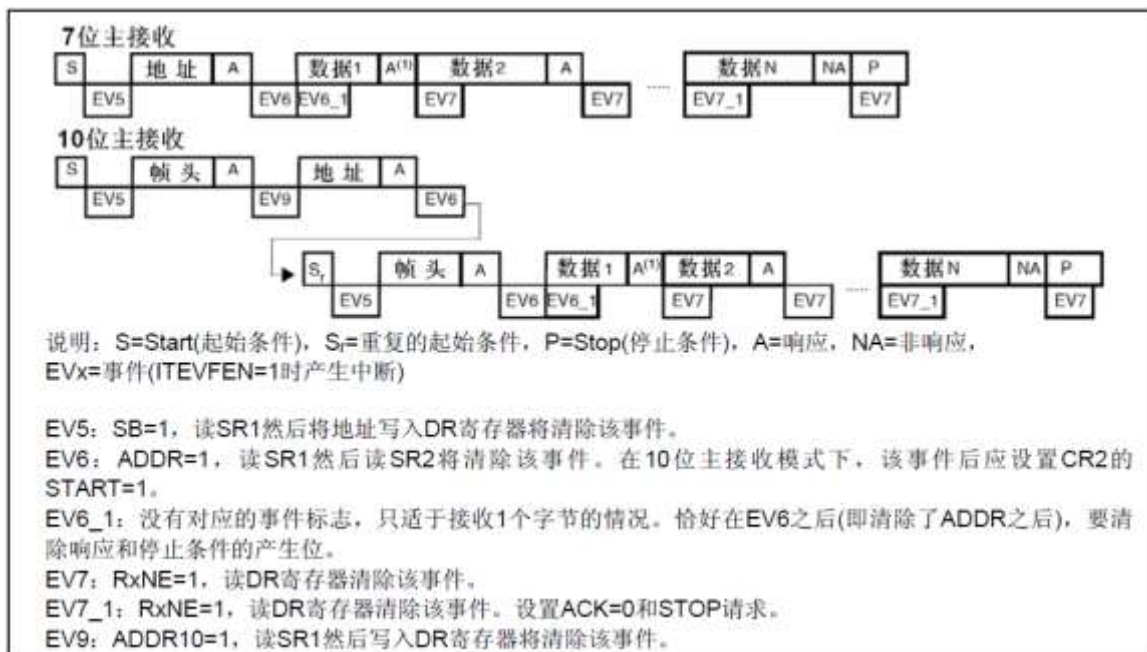 7位主接收
S 地址 A 数据1 A(1) 数据2 A 数据N NA P
EV5 EV6 EV6_1 EV7 EV7 ...... EV7_1 EV7
10位主接收
S 帧头 A 地址 A
EV5 EV9 EV6
Sr 帧头 A 数据1 A(1) 数据2 A 数据N NA P
EV5 EV6 EV6_1 EV7 EV7 ...... EV7_1 EV7
说明：S=Start(起始条件)，Sr=重复的起始条件，P=Stop(停止条件)，A=响应，NA=非响应，
EVx=事件(ITEVFEN=1时产生中断)
EV5：SB=1，读SR1然后将地址写入DR寄存器将清除该事件。
EV6：ADDR=1，读SR1然后读SR2将清除该事件。在10位主接收模式下，该事件后应设置CR2的
START=1。
EV6_1：没有对应的事件标志，只适于接收1个字节的情况。恰好在EV6之后(即清除了ADDR之后)，要清
除响应和停止条件的产生位。
EV7：RxNE=1，读DR寄存器清除该事件。
EV7_1：RxNE=1，读DR寄存器清除该事件。设置ACK=0和STOP请求。
EV9：ADDR10=1，读SR1然后写入DR寄存器将清除该事件。